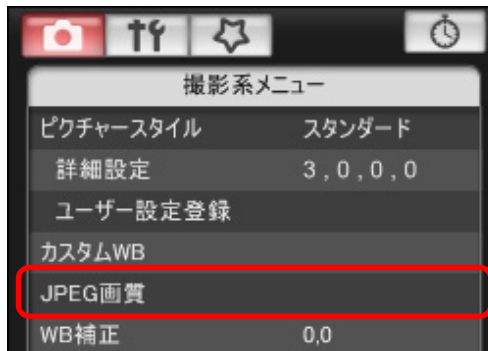 撮影系メニュー
ピクチャースタイル スタンダード
詳細設定 3,0,0,0
ユーザー設定登録
カスタムWB
JPEG画質
WB補正 0,0